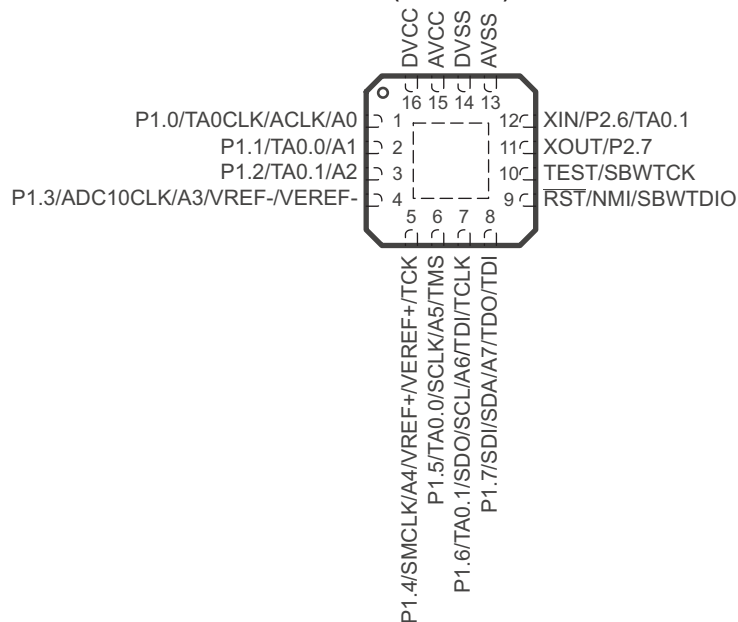 DVCC
AVCC
DVSS
AVSS
16 15 14 13
P1.0/TA0CLK/ACLK/A0 1
P1.1/TA0.0/A1 2
P1.2/TA0.1/A2 3
P1.3/ADC10CLK/A3/VREF-/VEREF- 4
12 XIN/P2.6/TA0.1
11 XOUT/P2.7
10 TEST/SBWTCK
9 RST/NMI/SBWTDIO
5 6 7 8
P1.4/SMCLK/A4/VREF+/VEREF+/TCK
P1.5/TA0.0/SCLK/A5/TMS
P1.6/TA0.1/SDO/SCL/A6/TDI/TCLK
P1.7/SDI/SDA/A7/TDO/TDI